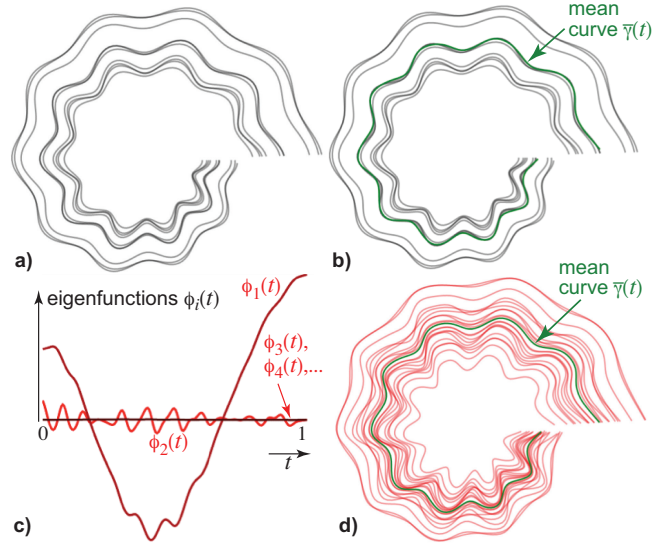 mean
curve γ̅(t)
a)
b)
eigenfunctions ϕᵢ(t)
ϕ₁(t)
ϕ₃(t),
ϕ₄(t),...
ϕ₂(t)
0
1
t
c)
mean
curve γ̅(t)
d)